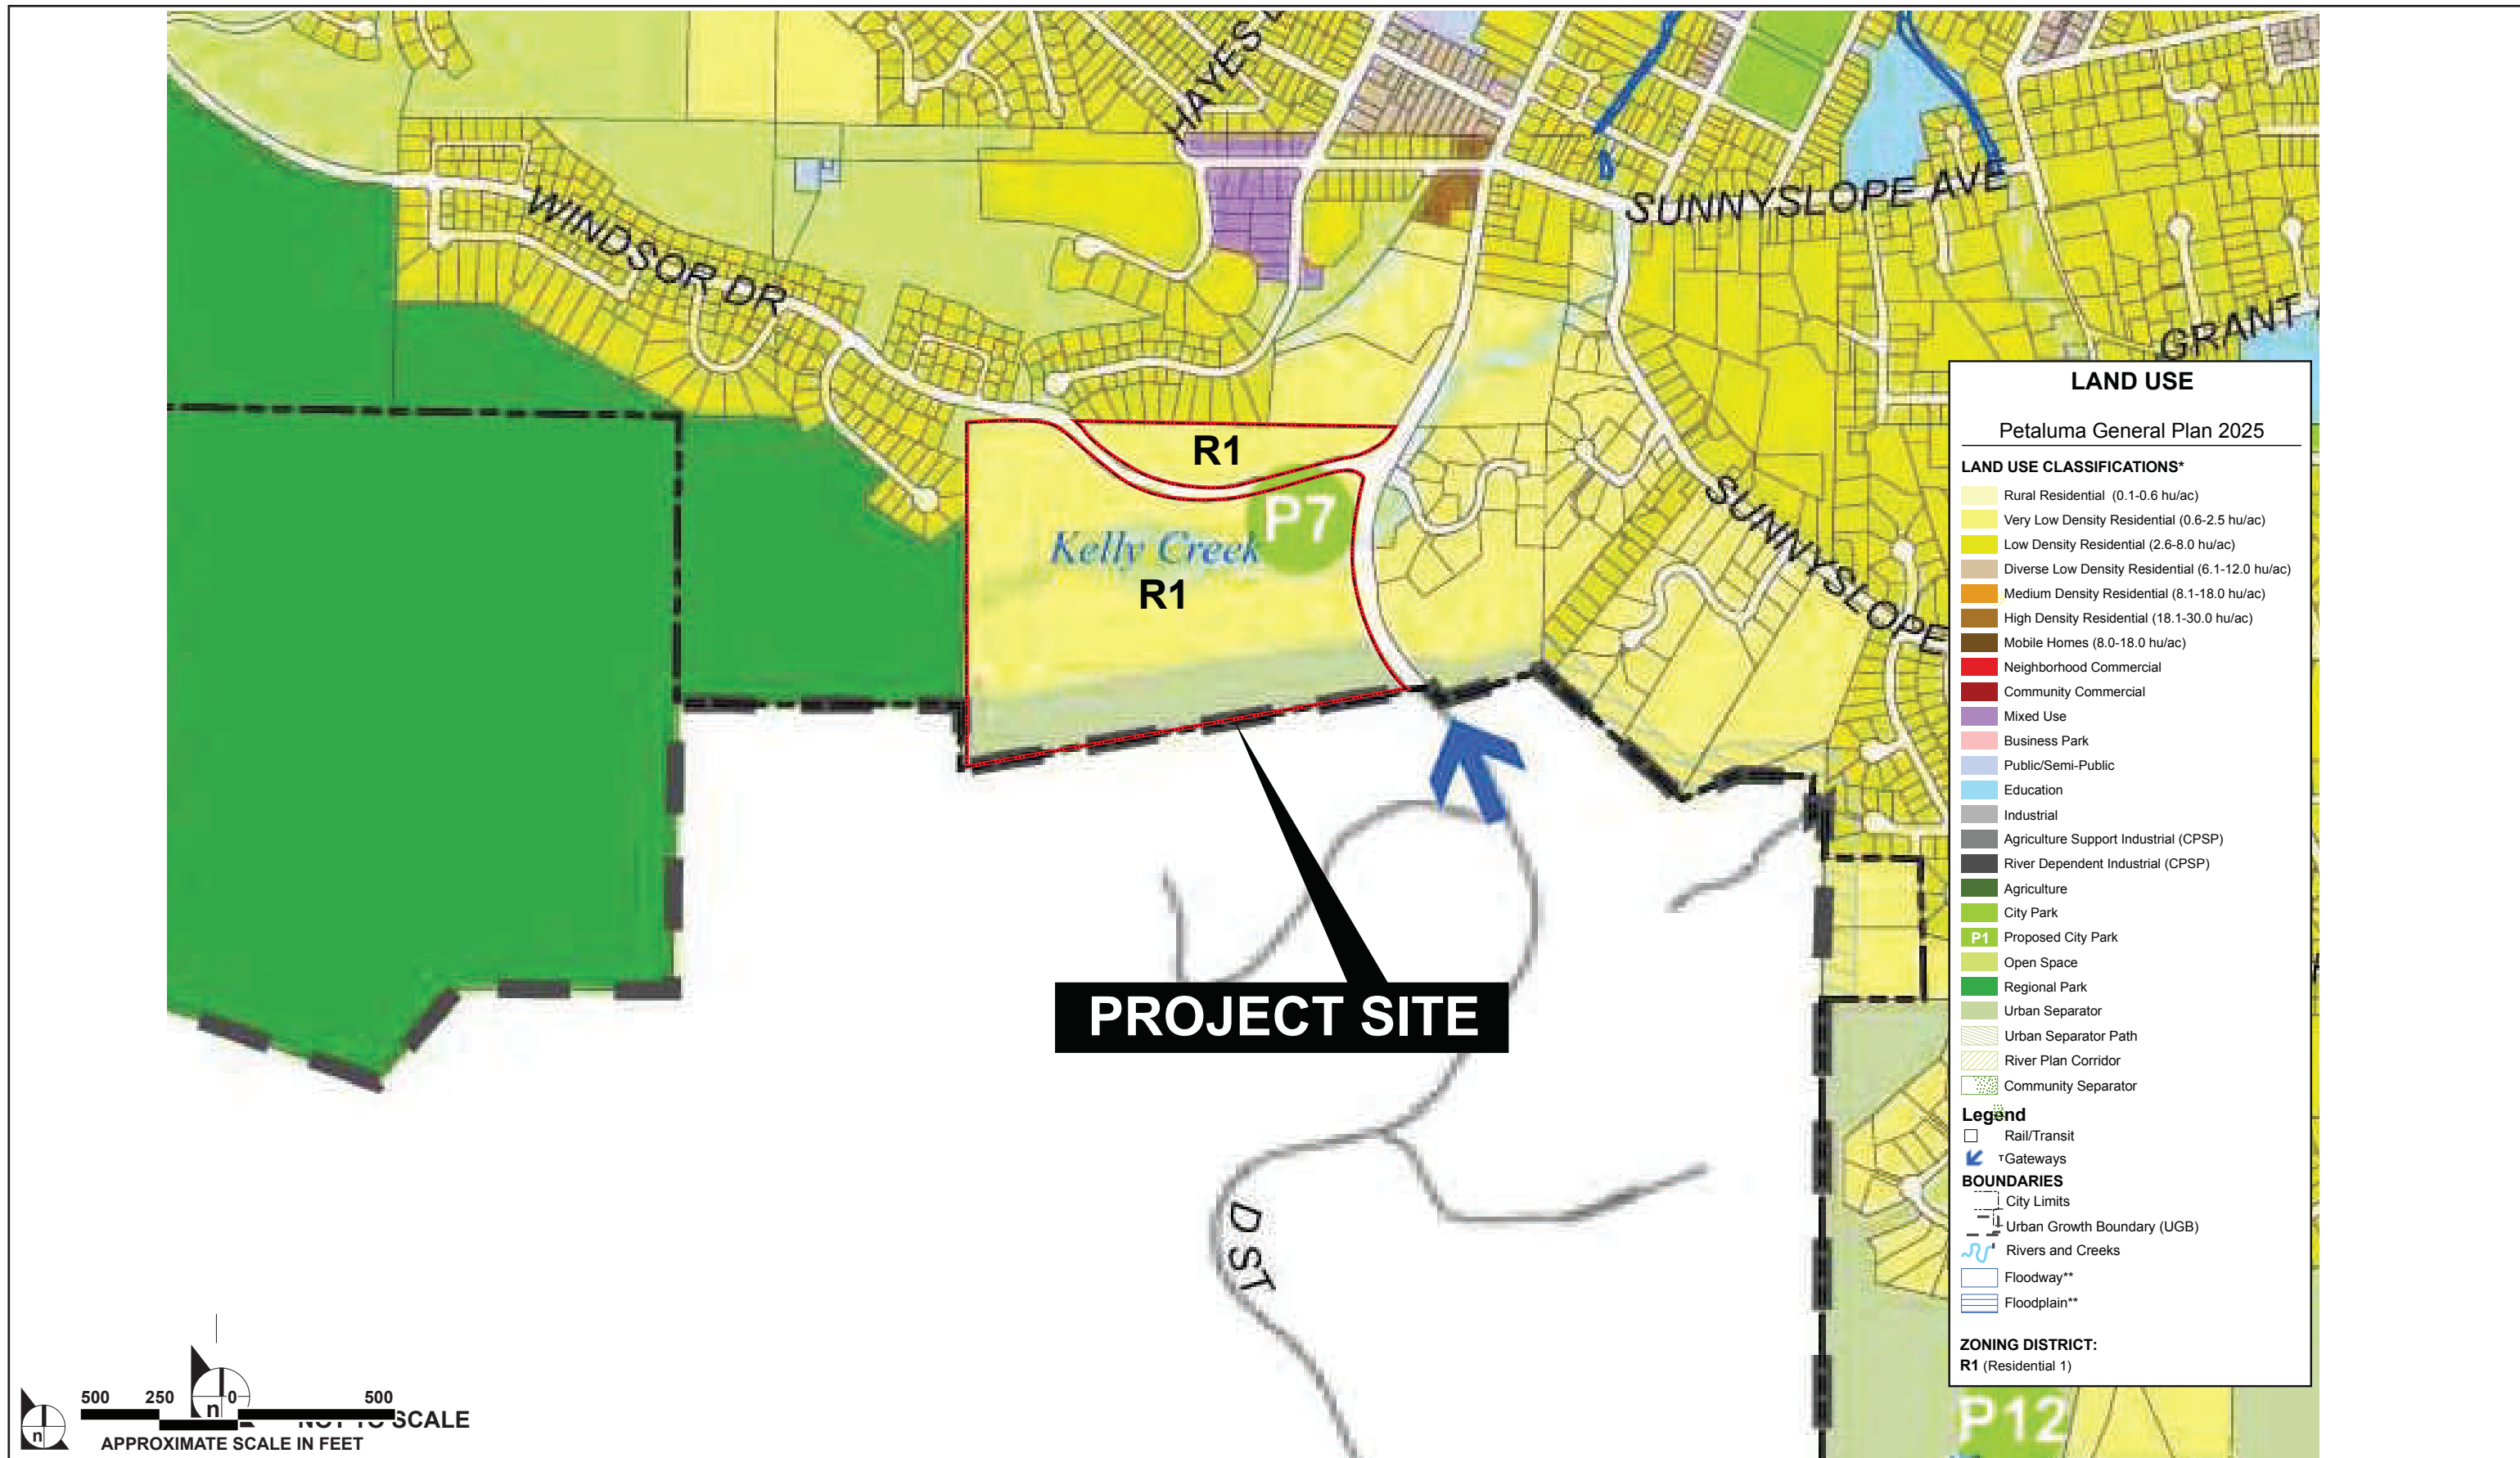 HAYES
WINDSOR DR
SUNNYSLOPE AVE
GRANT
R1
P7
Kelly Creek
R1
SUNNYSLOPE
PROJECT SITE
D ST
P12
LAND USE
Petaluma General Plan 2025
LAND USE CLASSIFICATIONS*
Rural Residential (0.1-0.6 hu/ac)
Very Low Density Residential (0.6-2.5 hu/ac)
Low Density Residential (2.6-8.0 hu/ac)
Diverse Low Density Residential (6.1-12.0 hu/ac)
Medium Density Residential (8.1-18.0 hu/ac)
High Density Residential (18.1-30.0 hu/ac)
Mobile Homes (8.0-18.0 hu/ac)
Neighborhood Commercial
Community Commercial
Mixed Use
Business Park
Public/Semi-Public
Education
Industrial
Agriculture Support Industrial (CPSP)
River Dependent Industrial (CPSP)
Agriculture
City Park
P1 Proposed City Park
Open Space
Regional Park
Urban Separator
Urban Separator Path
River Plan Corridor
Community Separator
Legend
Rail/Transit
T Gateways
BOUNDARIES
City Limits
Urban Growth Boundary (UGB)
Rivers and Creeks
Floodway**
Floodplain**
ZONING DISTRICT:
R1 (Residential 1)
n
n
500 250 0 500
NOT TO SCALE
APPROXIMATE SCALE IN FEET